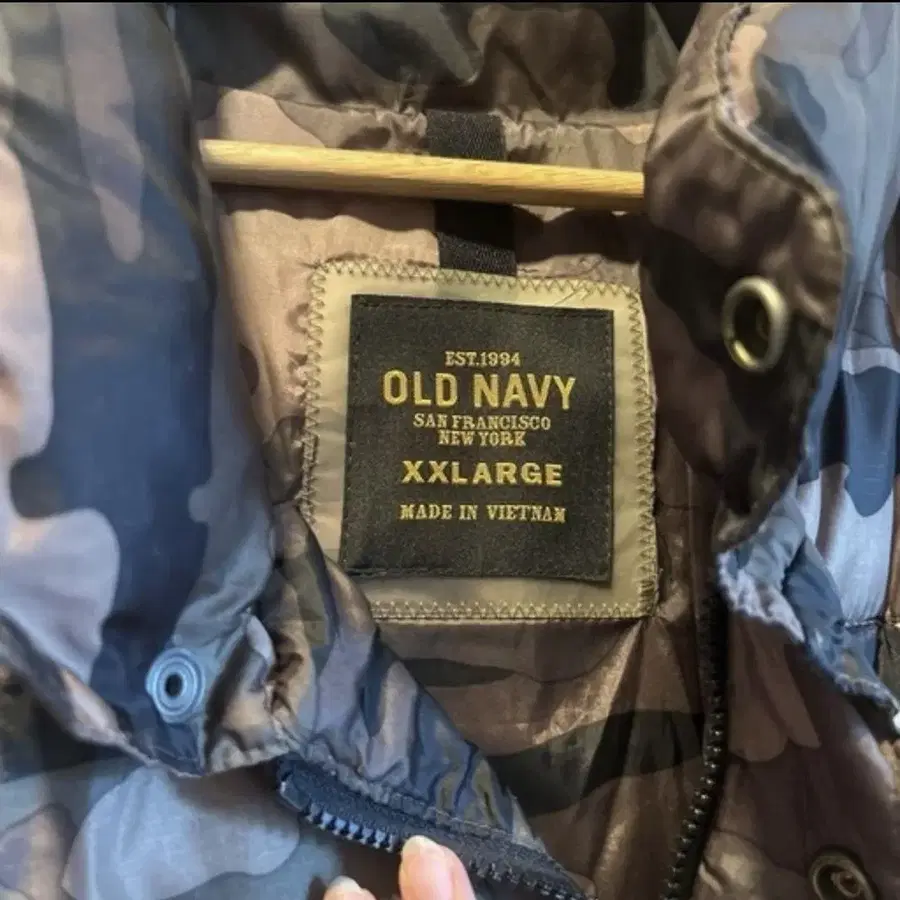 EST.1994
OLD NAVY
SAN FRANCISCO
NEW YORK
XXLARGE
MADE IN VIETNAM